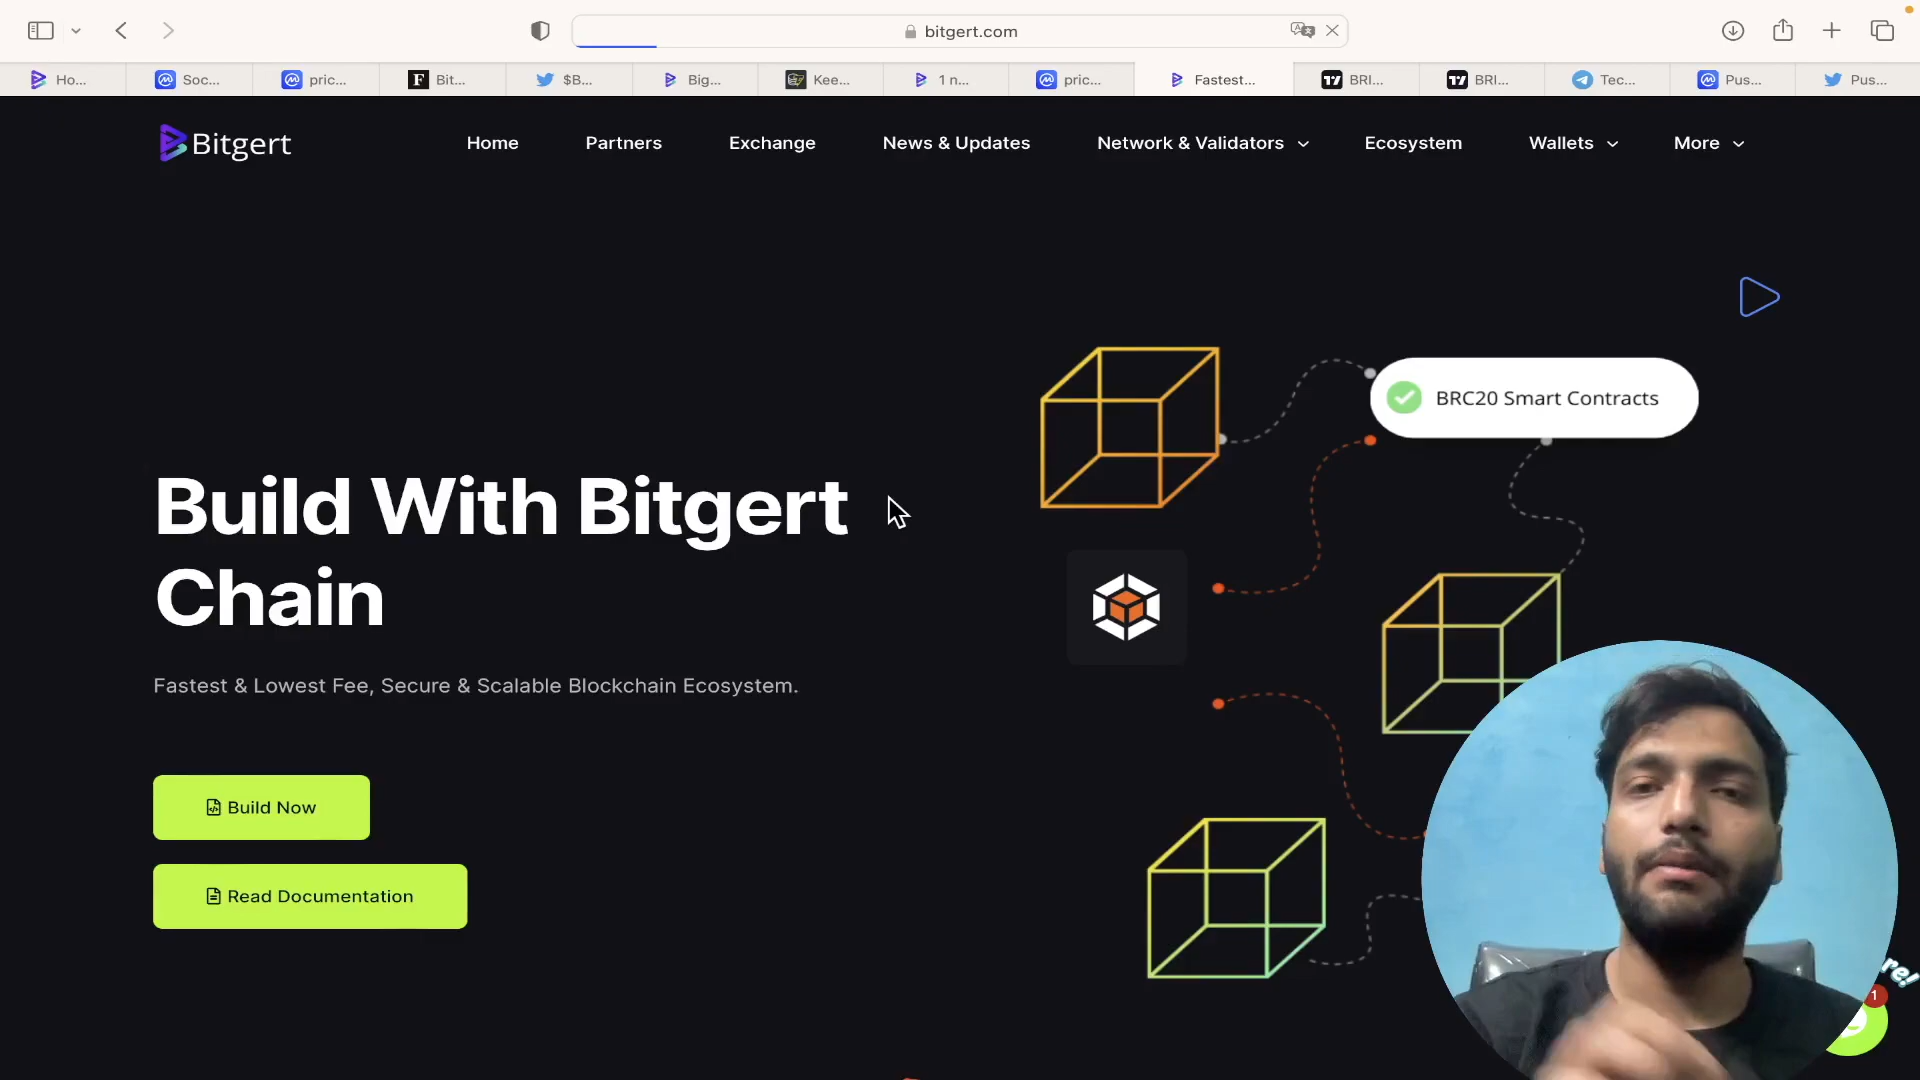 bitgert.com
Ho...
Soc...
pric...
Bit...
$B...
Big...
Kee...
1 n...
pric...
Fastest...
BRI...
BRI...
Tec...
Pus...
Pus...
Bitgert
Home
Partners
Exchange
News & Updates
Network & Validators
Ecosystem
Wallets
More
BRC20 Smart Contracts
Build With Bitgert
Chain
Fastest & Lowest Fee, Secure & Scalable Blockchain Ecosystem.
Build Now
Read Documentation
re!
1